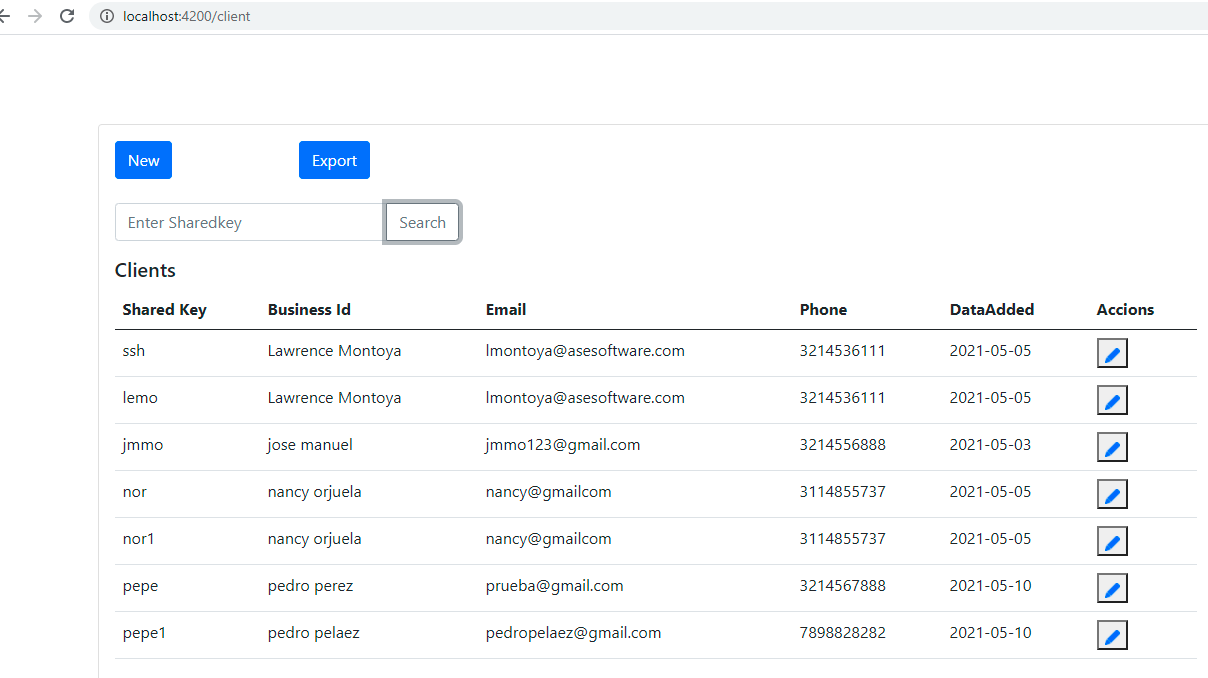 localhost:4200/client
New Export
Enter Sharedkey Search
Clients
Shared Key Business Id Email Phone DataAdded Accions
ssh Lawrence Montoya lmontoya@asesoftware.com 3214536111 2021-05-05
lemo Lawrence Montoya lmontoya@asesoftware.com 3214536111 2021-05-05
jmmo jose manuel jmmo123@gmail.com 3214556888 2021-05-03
nor nancy orjuela nancy@gmailcom 3114855737 2021-05-05
nor1 nancy orjuela nancy@gmailcom 3114855737 2021-05-05
pepe pedro perez prueba@gmail.com 3214567888 2021-05-10
pepe1 pedro pelaez pedropelaez@gmail.com 7898828282 2021-05-10